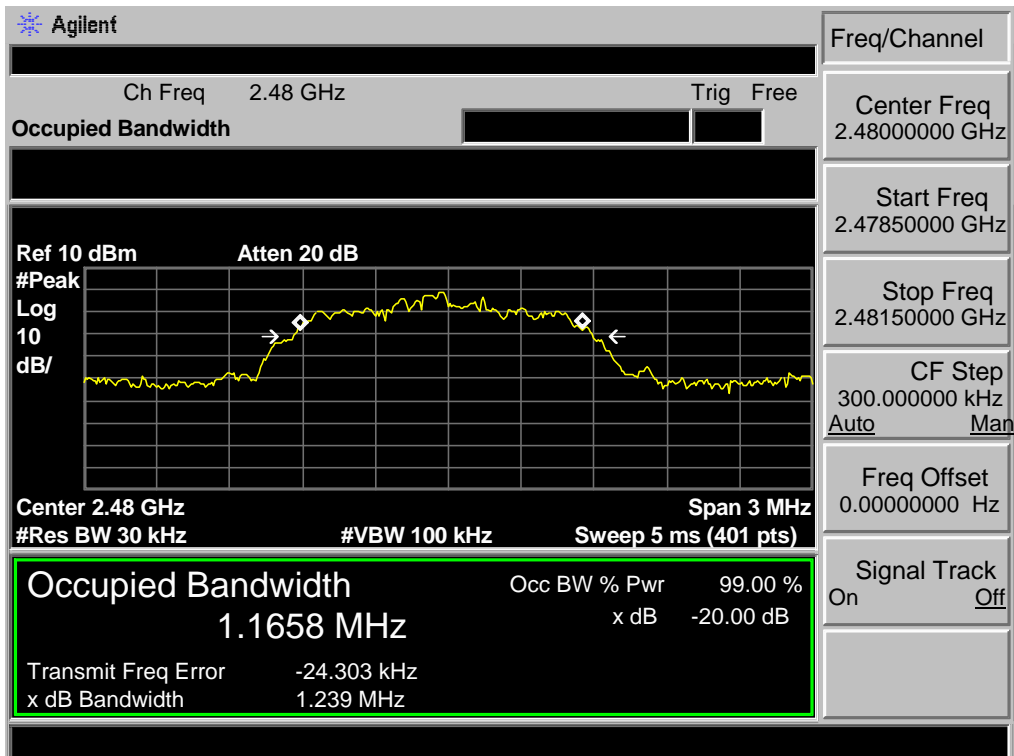 Agilent
Freq/Channel
Ch Freq 2.48 GHz Trig Free
Occupied Bandwidth
Center Freq
2.48000000 GHz
Start Freq
2.47850000 GHz
Stop Freq
2.48150000 GHz
CF Step
300.000000 kHz
Auto Man
Freq Offset
0.00000000 Hz
Signal Track
On Off
Ref 10 dBm Atten 20 dB
#Peak
Log
10
dB/
Center 2.48 GHz Span 3 MHz
#Res BW 30 kHz #VBW 100 kHz Sweep 5 ms (401 pts)
Occupied Bandwidth
1.1658 MHz
Occ BW % Pwr 99.00 %
x dB -20.00 dB
Transmit Freq Error -24.303 kHz
x dB Bandwidth 1.239 MHz